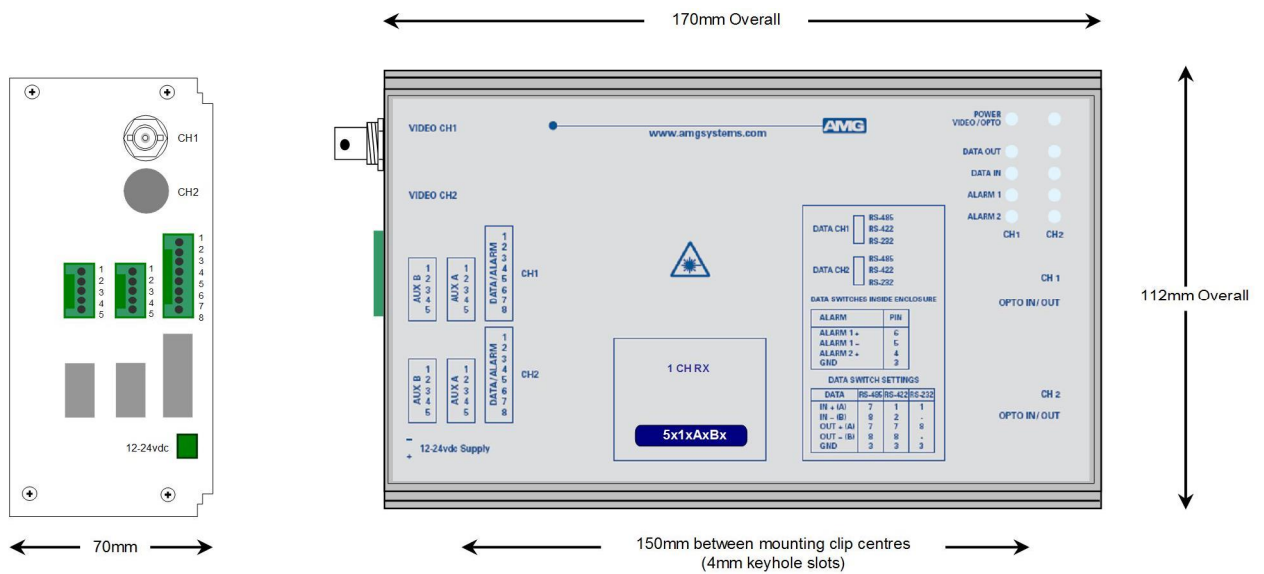 170mm Overall
CH1
CH2
1
2
3
4
5
6
7
8
1
2
3
4
5
1
2
3
4
5
12-24vdc
70mm
VIDEO CH1
www.amgsystems.com
AMG
POWER
VIDEO/OPTO
DATA OUT
DATA IN
ALARM 1
ALARM 2
CH1 CH2
VIDEO CH2
AUX B
1
2
3
4
5
AUX A
1
2
3
4
5
DATA/ALARM
1
2
3
4
5
6
7
8
CH1
AUX B
1
2
3
4
5
AUX A
1
2
3
4
5
DATA/ALARM
1
2
3
4
5
6
7
8
CH2
–
+
12-24vdc Supply
1 CH RX
5x1xAxBx
DATA CH1
RS-485
RS-422
RS-232
DATA CH2
RS-485
RS-422
RS-232
DATA SWITCHES INSIDE ENCLOSURE
ALARM PIN
ALARM 1 + 6
ALARM 1 – 5
ALARM 2 + 4
GND 3
DATA SWITCH SETTINGS
DATA RS-485 RS-422 RS-232
IN + (A) 7 1 1
IN – (B) 8 2 -
OUT + (A) 7 7 8
OUT – (B) 8 8 -
GND 3 3 3
CH 1
OPTO IN/OUT
CH 2
OPTO IN/OUT
112mm Overall
150mm between mounting clip centres
(4mm keyhole slots)